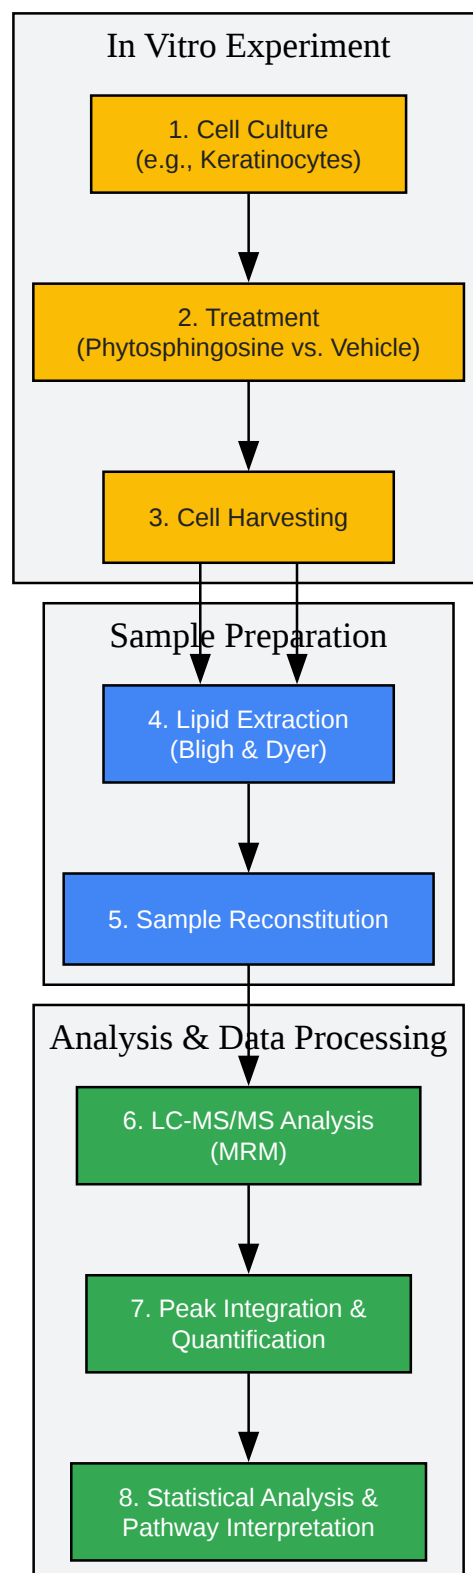 In Vitro Experiment
1. Cell Culture
(e.g., Keratinocytes)
2. Treatment
(Phytosphingosine vs. Vehicle)
3. Cell Harvesting
Sample Preparation
4. Lipid Extraction
(Bligh & Dyer)
5. Sample Reconstitution
Analysis & Data Processing
6. LC-MS/MS Analysis
(MRM)
7. Peak Integration &
Quantification
8. Statistical Analysis &
Pathway Interpretation